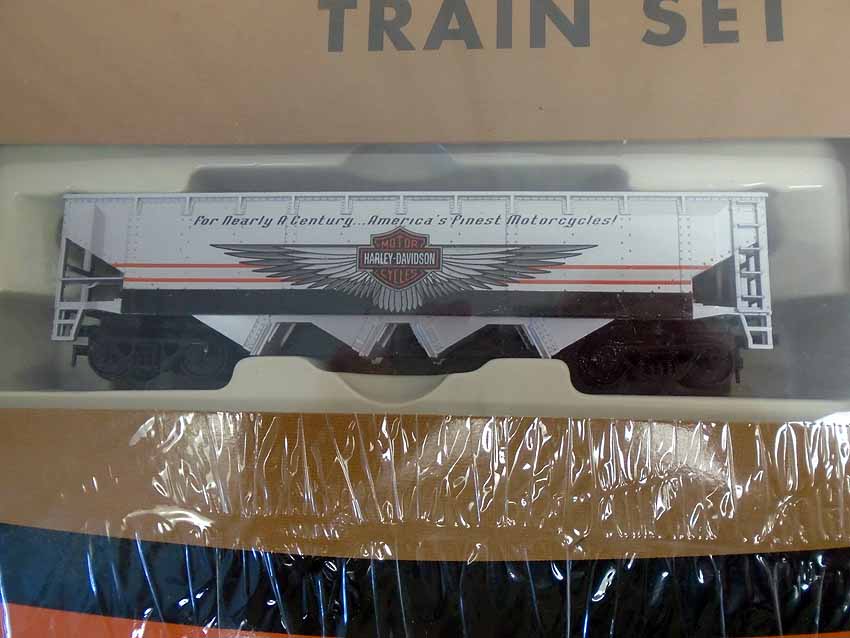 TRAIN SET
For Nearly A Century...America's Finest Motorcycles!
MOTOR
HARLEY-DAVIDSON
CYCLES